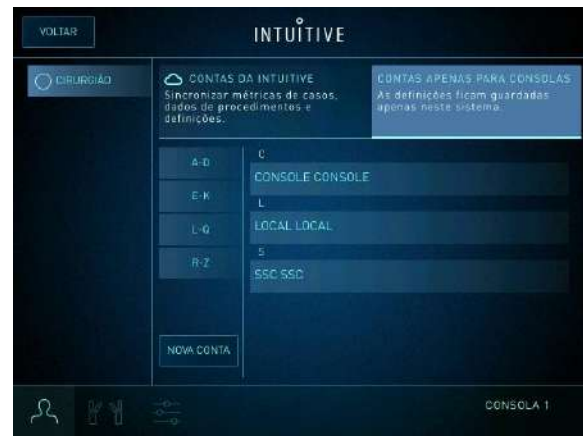 VOLTAR
INTUITIVE
CIRURGIÃO
CONTAS DA INTUITIVE
Sincronizar métricas de casos,
dados de procedimentos e
definições.
CONTAS APENAS PARA CONSOLAS
As definições ficam guardadas
apenas neste sistema.
A-D
E-K
L-Q
R-Z
C
CONSOLE CONSOLE
L
LOCAL LOCAL
S
SSC SSC
NOVA CONTA
CONSOLA 1